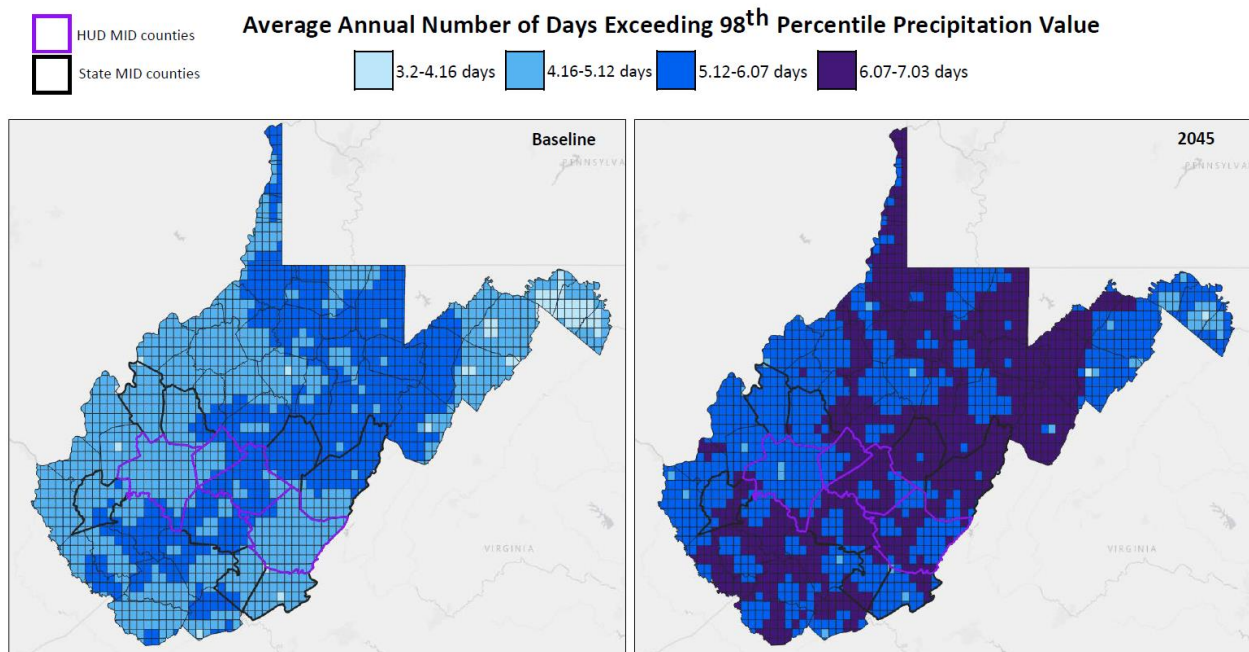 Average Annual Number of Days Exceeding 98th Percentile Precipitation Value
HUD MID counties
State MID counties
3.2-4.16 days
4.16-5.12 days
5.12-6.07 days
6.07-7.03 days
Baseline
PENNSYLVA
VIRGINIA
2045
PENNSYLVA
VIRGINIA